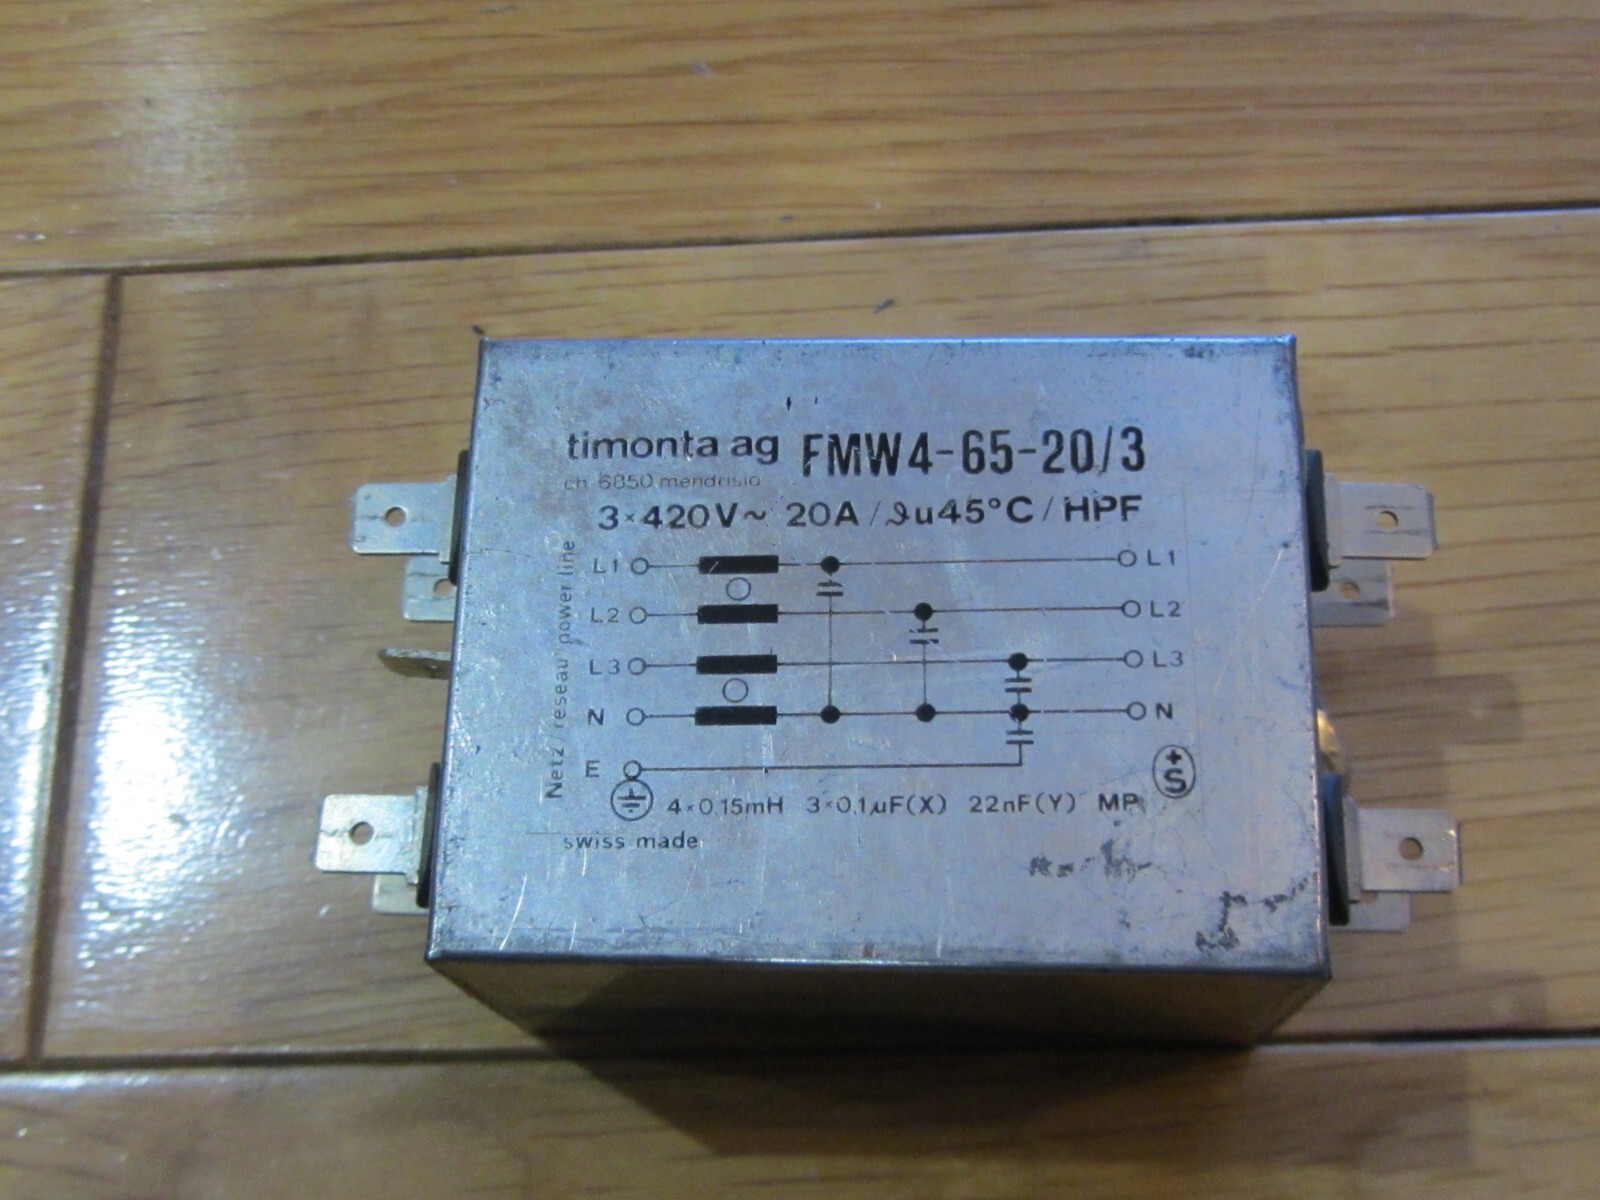 timonta ag FMW4-65-20/3
ch-6850 mendrisio
3×420V~ 20A/ϑu45°C/HPF
Netz/reseau/power line
L1 L1
L2 L2
L3 L3
N N
E
+S
4×0,15mH 3×0,1µF(X) 22nF(Y) MP
swiss made